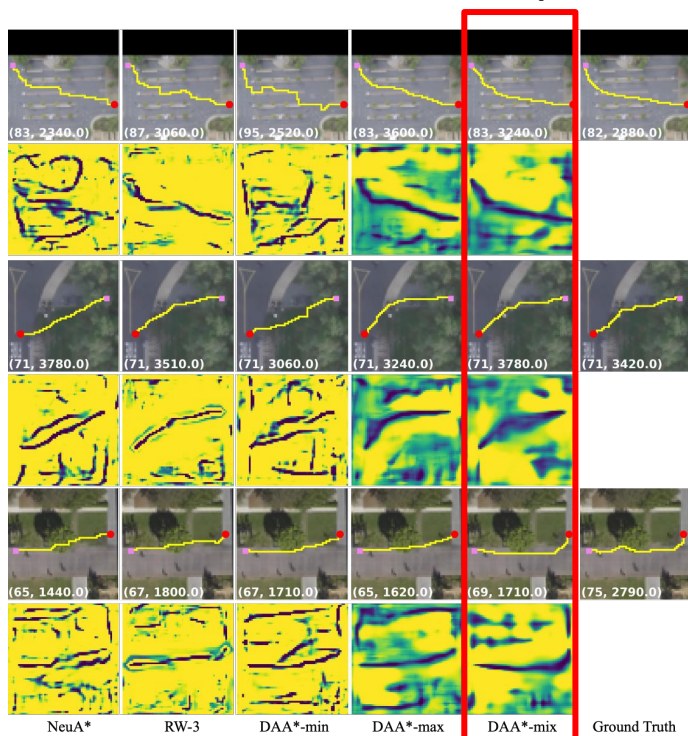 (83, 2340.0) (87, 3060.0) (95, 2520.0) (83, 3600.0) (83, 3240.0) (82, 2880.0)
(71, 3780.0) (71, 3510.0) (71, 3060.0) (71, 3240.0) (71, 3780.0) (71, 3420.0)
(65, 1440.0) (67, 1800.0) (67, 1710.0) (65, 1620.0) (69, 1710.0) (75, 2790.0)
NeuA* RW-3 DAA*-min DAA*-max DAA*-mix Ground Truth